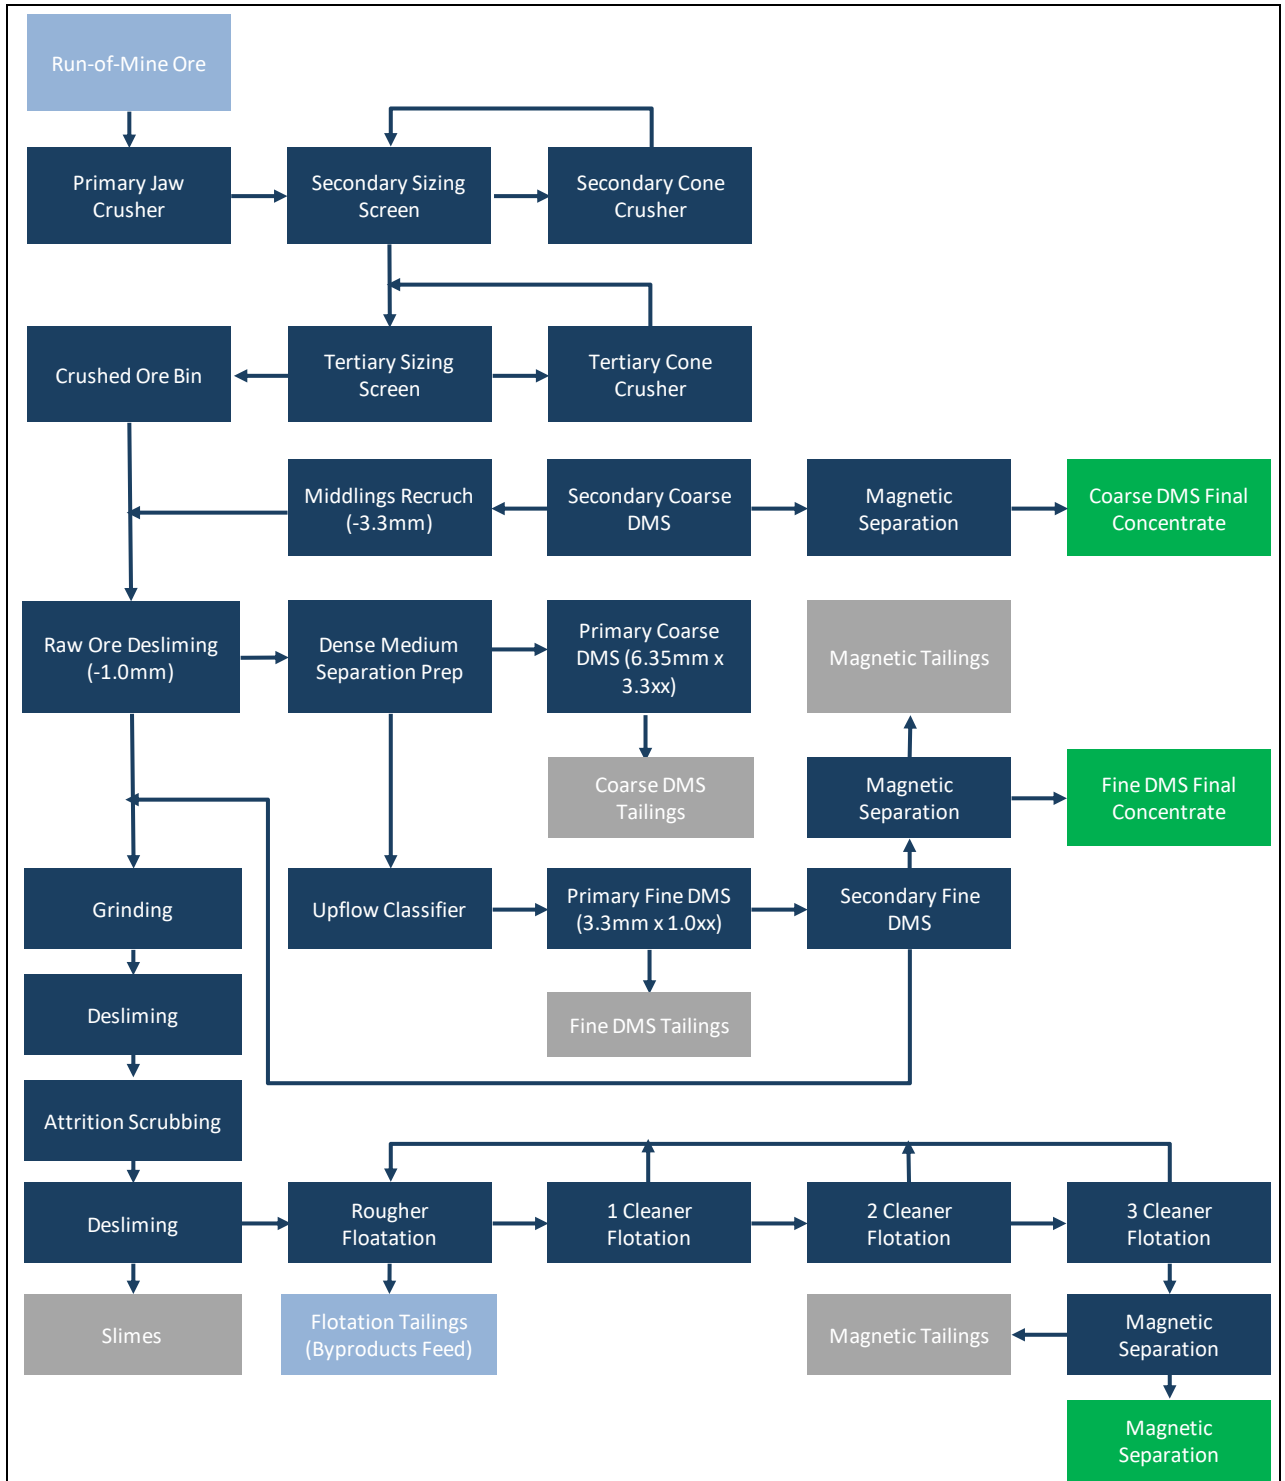 Run-of-Mine Ore
Primary Jaw
Crusher
Secondary Sizing
Screen
Secondary Cone
Crusher
Crushed Ore Bin
Tertiary Sizing
Screen
Tertiary Cone
Crusher
Middlings Recruch
(-3.3mm)
Secondary Coarse
DMS
Magnetic
Separation
Coarse DMS Final
Concentrate
Raw Ore Desliming
(-1.0mm)
Dense Medium
Separation Prep
Primary Coarse
DMS (6.35mm x
3.3xx)
Magnetic Tailings
Coarse DMS
Tailings
Magnetic
Separation
Fine DMS Final
Concentrate
Grinding
Upflow Classifier
Primary Fine DMS
(3.3mm x 1.0xx)
Secondary Fine
DMS
Desliming
Fine DMS Tailings
Attrition Scrubbing
Desliming
Rougher
Floatation
1 Cleaner
Flotation
2 Cleaner
Flotation
3 Cleaner
Flotation
Slimes
Flotation Tailings
(Byproducts Feed)
Magnetic Tailings
Magnetic
Separation
Magnetic
Separation